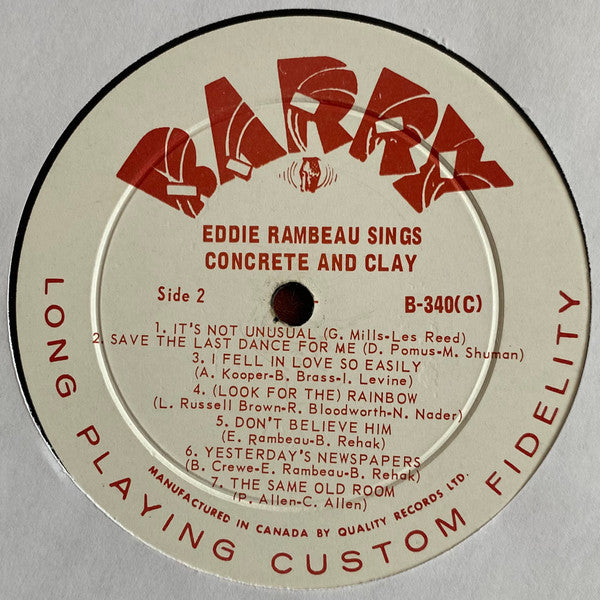 BARRY
EDDIE RAMBEAU SINGS
CONCRETE AND CLAY
Side 2
B-340(C)
1. IT'S NOT UNUSUAL (G. Mills-Les Reed)
2. SAVE THE LAST DANCE FOR ME (D. Pomus-M. Shuman)
3. I FELL IN LOVE SO EASILY
(A. Kooper-B. Brass-I. Levine)
4. (LOOK FOR THE) RAINBOW
(L. Russell Brown-R. Bloodworth-N. Nader)
5. DON'T BELIEVE HIM
(E. Rambeau-B. Rehak)
6. YESTERDAY'S NEWSPAPERS
(B. Crewe-E. Rambeau-B. Rehak)
7. THE SAME OLD ROOM
(P. Allen-C. Allen)
MANUFACTURED IN CANADA BY QUALITY RECORDS LTD.
LONG PLAYING CUSTOM FIDELITY